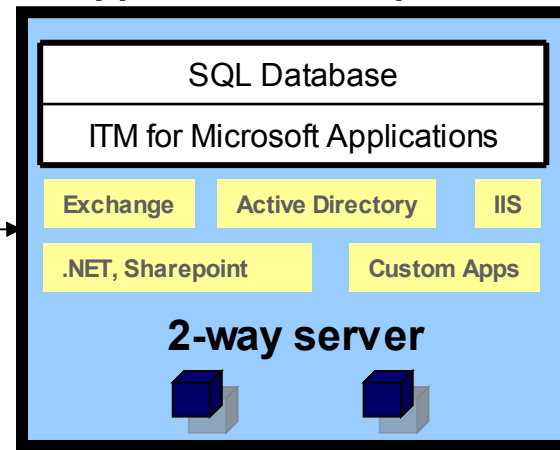 SQL Database
ITM for Microsoft Applications
Exchange Active Directory IIS
.NET, Sharepoint Custom Apps
2-way server